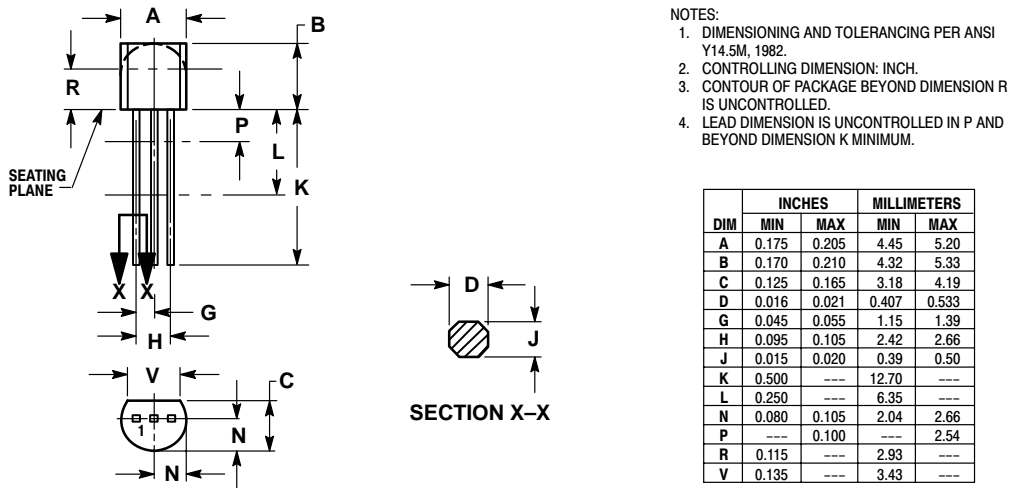 A
B
R
P
L
K
SEATING
PLANE
X X
G
H
V
C
1
N
N
D
J
SECTION X–X
NOTES:
1. DIMENSIONING AND TOLERANCING PER ANSI
Y14.5M, 1982.
2. CONTROLLING DIMENSION: INCH.
3. CONTOUR OF PACKAGE BEYOND DIMENSION R
IS UNCONTROLLED.
4. LEAD DIMENSION IS UNCONTROLLED IN P AND
BEYOND DIMENSION K MINIMUM.
INCHES MILLIMETERS
DIM MIN MAX MIN MAX
A 0.175 0.205 4.45 5.20
B 0.170 0.210 4.32 5.33
C 0.125 0.165 3.18 4.19
D 0.016 0.021 0.407 0.533
G 0.045 0.055 1.15 1.39
H 0.095 0.105 2.42 2.66
J 0.015 0.020 0.39 0.50
K 0.500 --- 12.70 ---
L 0.250 --- 6.35 ---
N 0.080 0.105 2.04 2.66
P --- 0.100 --- 2.54
R 0.115 --- 2.93 ---
V 0.135 --- 3.43 ---